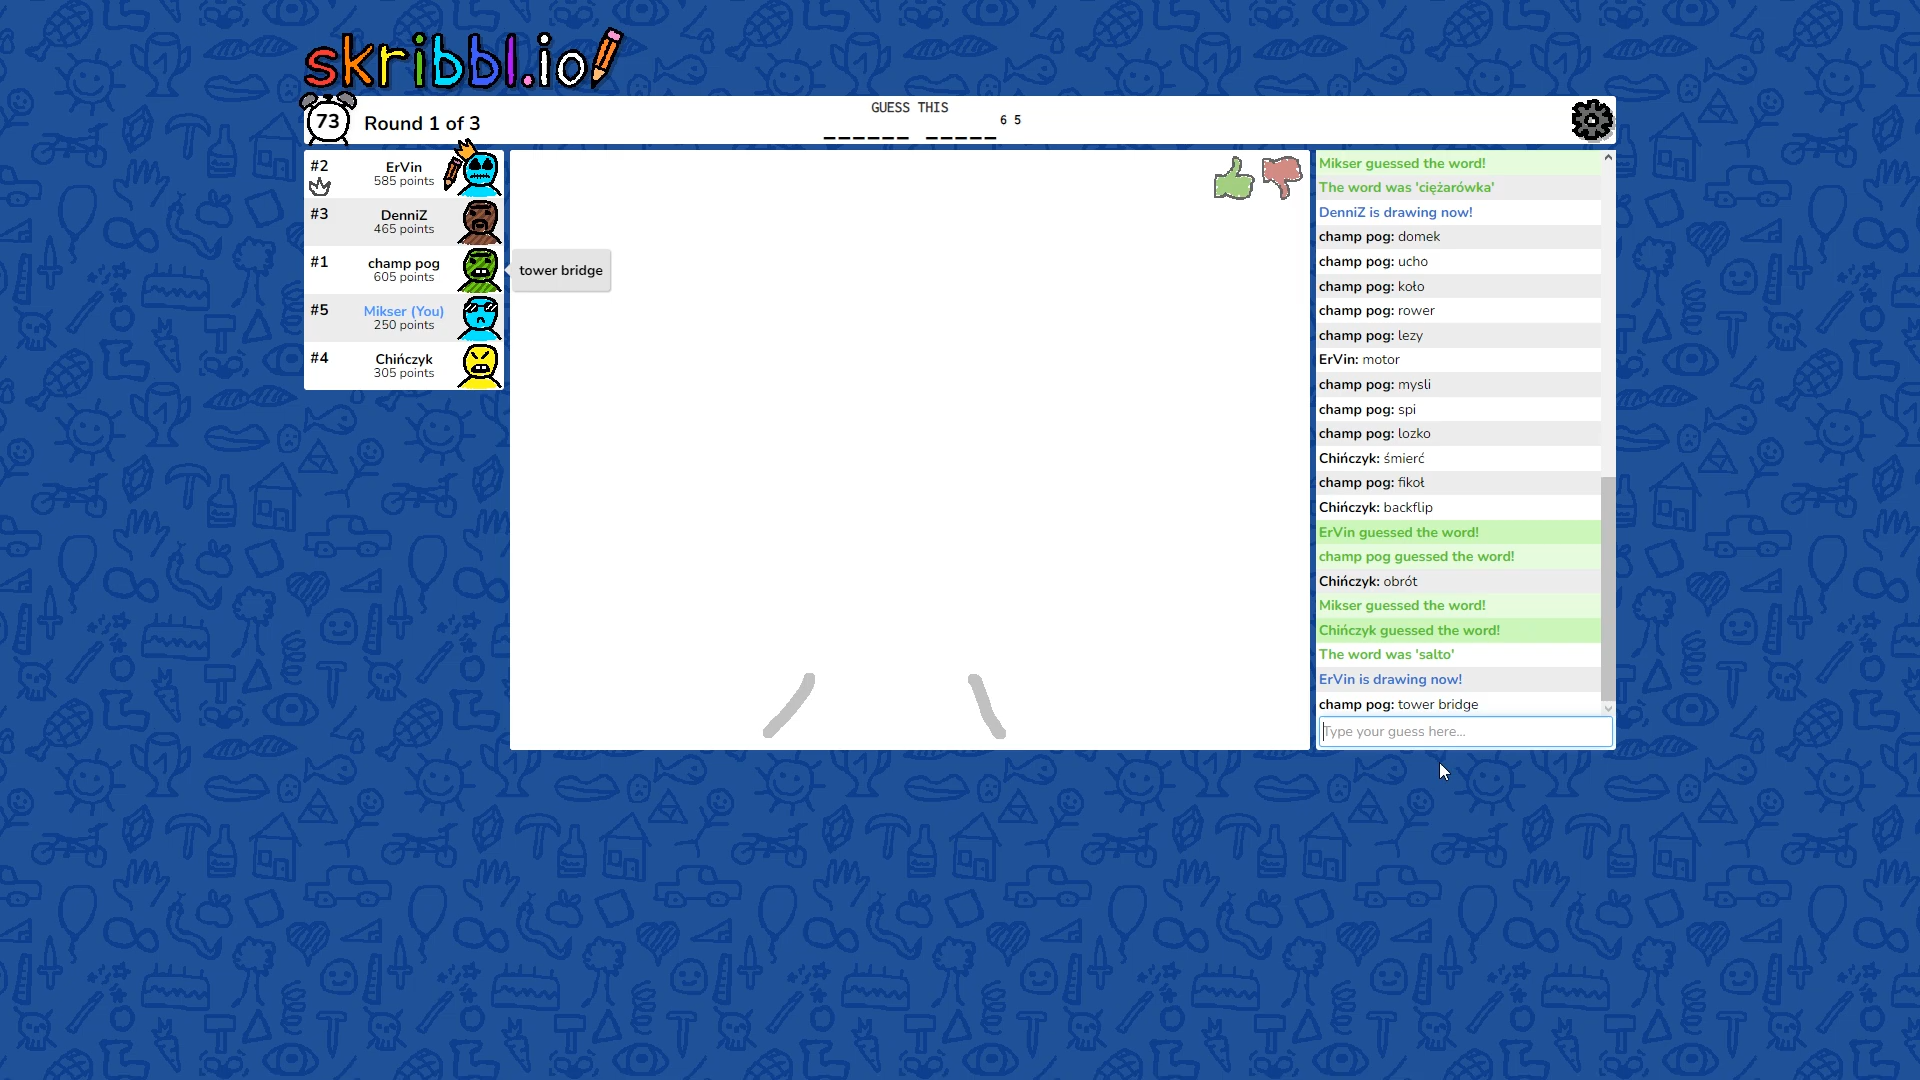 skribbl.io
73
Round 1 of 3
GUESS THIS
______ _____ 6 5
#2
ErVin
585 points
#3
DenniZ
465 points
#1
champ pog
605 points
tower bridge
#5
Mikser (You)
250 points
#4
Chińczyk
305 points
Mikser guessed the word!
The word was 'ciężarówka'
DenniZ is drawing now!
champ pog: domek
champ pog: ucho
champ pog: koło
champ pog: rower
champ pog: lezy
ErVin: motor
champ pog: mysli
champ pog: spi
champ pog: lozko
Chińczyk: śmierć
champ pog: fikoł
Chińczyk: backflip
ErVin guessed the word!
champ pog guessed the word!
Chińczyk: obrót
Mikser guessed the word!
Chińczyk guessed the word!
The word was 'salto'
ErVin is drawing now!
champ pog: tower bridge
Type your guess here...